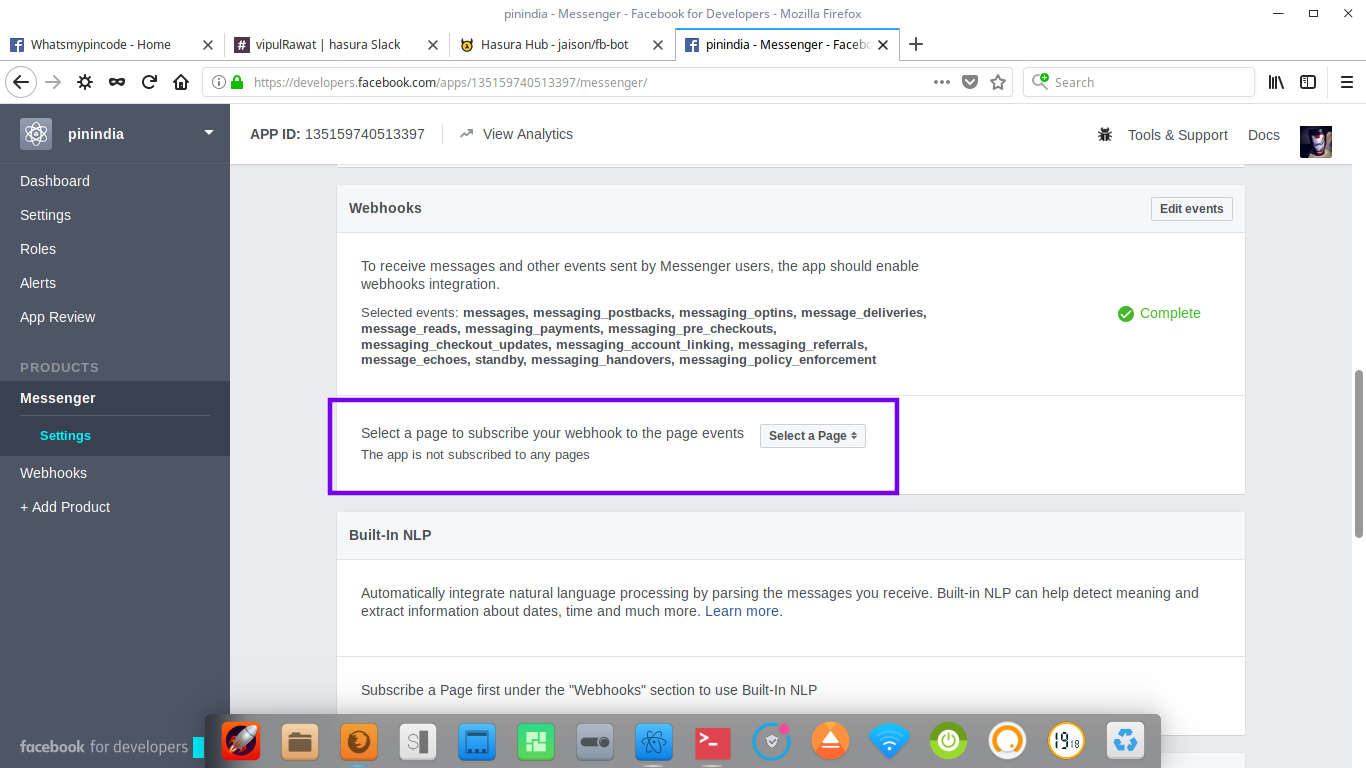 pinindia - Messenger - Facebook for Developers - Mozilla Firefox
Whatsmypincode - Home
# vipulRawat | hasura Slack
Hasura Hub - jaison/fb-bot
pinindia - Messenger - Faceb
https://developers.facebook.com/apps/135159740513397/messenger/
Search
pinindia
APP ID: 135159740513397
View Analytics
Tools & Support
Docs
Dashboard
Settings
Roles
Alerts
App Review
PRODUCTS
Messenger
Settings
Webhooks
+ Add Product
facebook for developers
Webhooks
Edit events
To receive messages and other events sent by Messenger users, the app should enable
webhooks integration.
Selected events: messages, messaging_postbacks, messaging_optins, message_deliveries,
message_reads, messaging_payments, messaging_pre_checkouts,
messaging_checkout_updates, messaging_account_linking, messaging_referrals,
message_echoes, standby, messaging_handovers, messaging_policy_enforcement
Complete
Select a page to subscribe your webhook to the page events
Select a Page
The app is not subscribed to any pages
Built-In NLP
Automatically integrate natural language processing by parsing the messages you receive. Built-in NLP can help detect meaning and
extract information about dates, time and much more. Learn more.
Subscribe a Page first under the "Webhooks" section to use Built-In NLP
19 18